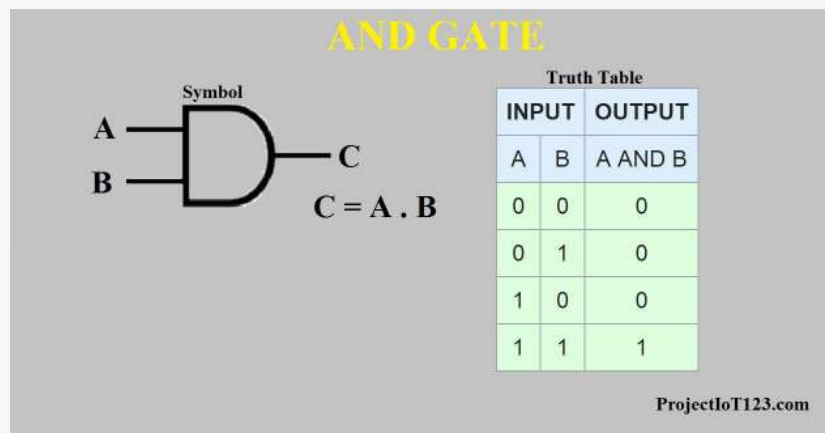 AND GATE
Symbol
A
B
C
C = A . B
Truth Table
INPUT OUTPUT
A B A AND B
0 0 0
0 1 0
1 0 0
1 1 1
ProjectIoT123.com